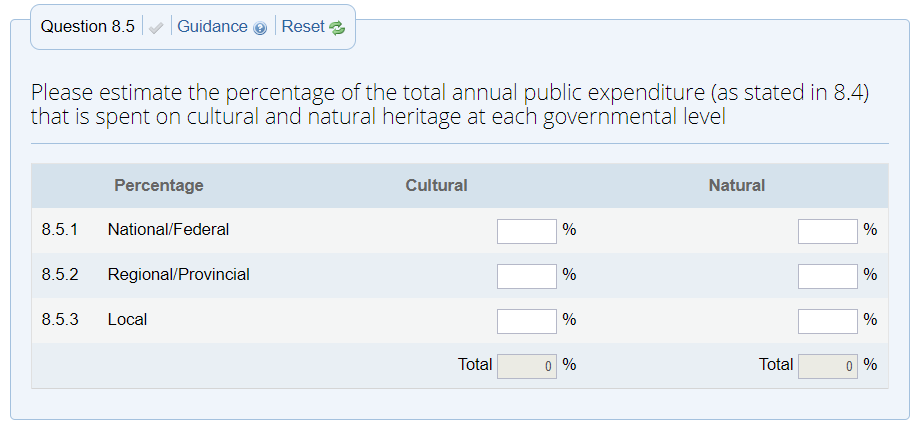 Question 8.5 Guidance Reset
Please estimate the percentage of the total annual public expenditure (as stated in 8.4)
that is spent on cultural and natural heritage at each governmental level
Percentage Cultural Natural
8.5.1 National/Federal % %
8.5.2 Regional/Provincial % %
8.5.3 Local % %
Total 0 % Total 0 %